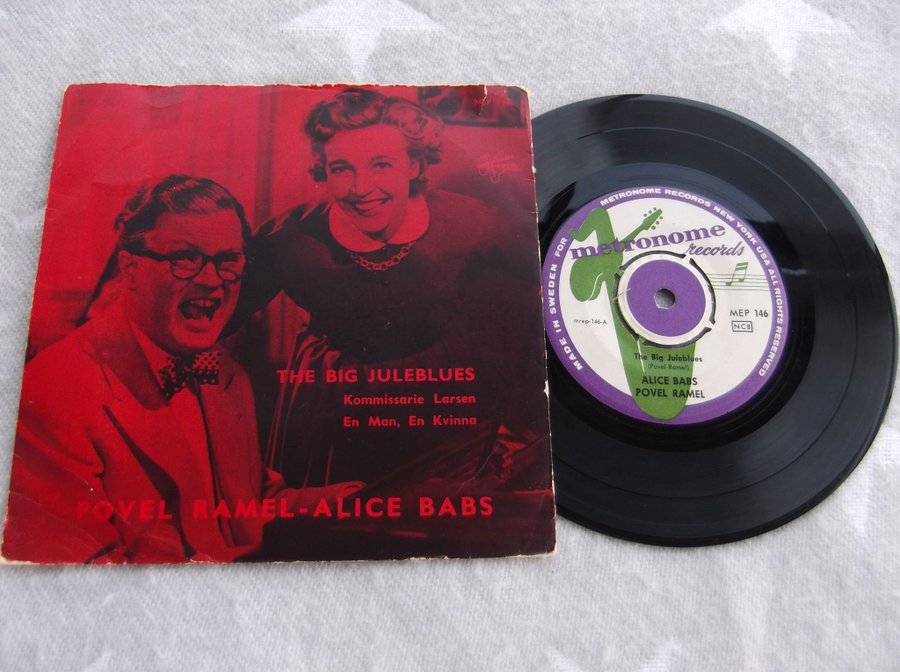 THE BIG JULEBLUES
Kommissarie Larsen
En Man, En Kvinna
POVEL RAMEL-ALICE BABS
MADE IN SWEDEN FOR METRONOME RECORDS NEW YORK USA ALL RIGHTS RESERVED
metronome
records
MEP 146
NCB
mrep-146-A
The Big Juleblues
(Povel Ramel)
ALICE BABS
POVEL RAMEL